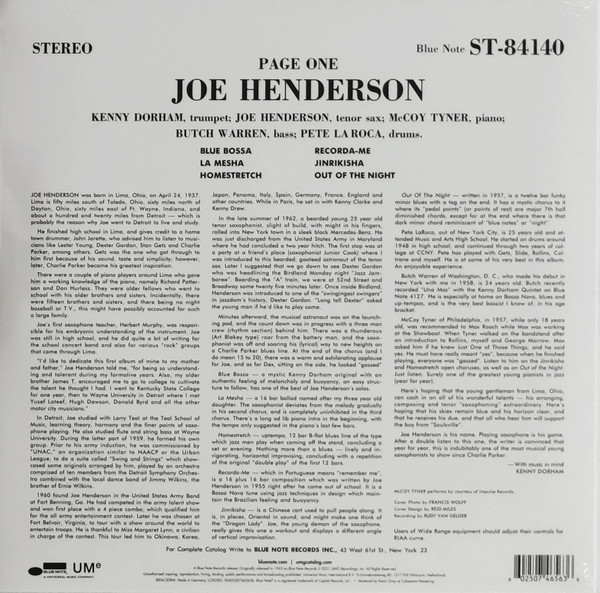 STEREO
Blue Note ST-84140
PAGE ONE
JOE HENDERSON
KENNY DORHAM, trumpet; JOE HENDERSON, tenor sax; McCOY TYNER, piano;
BUTCH WARREN, bass; PETE LA ROCA, drums.
BLUE BOSSA
LA MESHA
HOMESTRETCH
RECORDA-ME
JINRIKISHA
OUT OF THE NIGHT
JOE HENDERSON was born in Lima, Ohio, on April 24, 1937.
Lima is fifty miles south of Toledo, Ohio, sixty miles north of
Dayton, Ohio, sixty miles east of Ft. Wayne, Indiana, and
about a hundred and twenty miles from Detroit — which is
probably the reason why Joe went to Detroit to live and study.
He finished high school in Lima, and gives credit to a home
town drummer, John Jarette, who advised him to listen to musi-
cians like Lester Young, Dexter Gordon, Stan Getz and Charlie
Parker, among others. Getz was the one who got through to
him first because of his sound, taste and simplicity; however,
later, Charlie Parker became his greatest inspiration.
There were a couple of piano players around Lima who gave
him a working knowledge of the piano, namely Richard Patter-
son and Don Hurless. They were older fellows who went to
school with his older brothers and sisters. Incidentally, there
were fifteen brothers and sisters, and there being no night
baseball or T.V., this might have possibly accounted for such
a large family.
Joe's first saxophone teacher, Herbert Murphy, was respon-
sible for his embryonic understanding of the instrument. Joe
was still in high school, and he did quite a bit of writing for
the school concert band and also for various "rock" groups
that came through Lima.
"I'd like to dedicate this first album of mine to my mother
and father," Joe Henderson told me, "for being so understand-
ing and tolerant during my formative years. Also, my older
brother James T. encouraged me to go to college to cultivate
the talent he thought I had. I went to Kentucky State College
for one year, then to Wayne University in Detroit where I met
Yusef Lateef, Hugh Lawson, Donald Byrd and all the other
motor city musicians."
In Detroit, Joe studied with Larry Teal at the Teal School of
Music, learning theory, harmony and the finer points of saxo-
phone playing. He also studied flute and string bass at Wayne
University. During the latter part of 1959, he formed his own
group. Prior to his army induction, he was commissioned by
"UNAC," an organization similar to NAACP or the Urban
League, to do a suite called "Swing and Strings" which show-
cased some originals arranged by him, played by an orchestra
comprised of ten members of the Detroit Symphony Orches-
tra combined with the local dance band of Jimmy Wilkins, the
brother of Ernie Wilkins.
1960 found Joe Henderson in the United States Army Band
at Fort Benning, Ga. He had competed in the army talent show
and won first place with a 4 piece combo, which qualified him
for the all army entertainment contest. Later he was chosen at
Fort Belvoir, Virginia, to tour with a show around the world to
entertain troops. He is thankful to Miss Margaret Lynn, a civilian
in charge of the contest. This tour led him to Okinawa, Korea,
Japan, Panama, Italy, Spain, Germany, France, England and
other countries. While in Paris, he sat in with Kenny Clarke and
Kenny Drew.
In the late summer of 1962, a bearded young 25 year old
tenor saxophonist, slight of build, with might in his fingers,
rolled into New York town in a sleek black Mercedes-Benz. He
was just discharged from the United States Army in Maryland
where he had concluded a two year hitch. The first stop was at
a party at a friend's place (saxophonist Junior Cook) where I
was introduced to this bearded, goateed astronaut of the tenor
sax. Later I suggested that we go down to see Dexter Gordon
who was headlining the Birdland Monday night "Jazz Jam-
boree". Boarding the "A" train, we were at 52nd Street and
Broadway some twenty five minutes later. Once inside Birdland,
Henderson was introduced to one of the "swingingest swingers"
in jazzdom's history, Dexter Gordon. "Long tall Dexter" asked
the young man if he'd like to play some.
Minutes afterward, the musical astronaut was on the launch-
ing pad, and the count down was in progress with a three man
crew (rhythm section) behind him. There was a thunderous
(Art Blakey type) roar from the mahogany batter, and the saxo-
phonist was off and soaring (his lyrics) way to new heights on
a Charlie Parker blues line. At the end of the chorus (and I
do mean 15 to 20), there was a warm and exhilarating applause
for Joe, and as for Dex, sitting on the side, he looked "gassed"
Blue Bossa — a mystic Kenny Dorham original with an
authentic feeling of melancholy and buoyancy, an easy struc-
ture to follow, has one of the best of Joe Henderson's solos.
La Mesha — a 16 bar ballad named after my three year old
daughter. The saxophonist deviates from the melody gradually
in his second chorus, and is completely uninhibited in the third
chorus. There's a long ad lib piano intro in the beginning, with
the tempo only suggested in the piano's last few bars.
Homestretch — uptempo, 12 bar B-flat blues line of the type
which jazz men play when coming off the stand, concluding a
set or evening. Nothing more than a blues — lively and in-
vigorating, horizontal improvising, concluding with a repetition
of the original "double play" of the first 12 bars.
Recorda-Me — which in Portuguese means "remember me",
is a 16 plus 16 bar composition which was written by Joe
Henderson in 1955 right after he came out of school. It is a
Bossa Nova tune using jazz techniques in design which main-
tain the Brazilian feeling and buoyancy.
Jinrikisha — is a Chinese cart used to pull people along. It
is, in places, Oriental in sound, and might make one think of
the "Dragon Lady". Joe, the young demon of the saxophone,
really gives this one a workout and displays a different angle
of vertical improvisation.
Out Of The Night — written in 1957, is a twelve bar funky
minor blues with a tag on the end. It has a mystic chorus to it
where its "pedal points" (or points of rest) are major 7th half
diminished chords, except for at the end where there is that
dark minor chord reminiscent of "blue notes" or "night".
Pete LaRoca, out of New York City, is 25 years old and at-
tended Music and Arts High School. He started on drums around
1948 in high school, and continued through two years of col-
lege at CCNY. Pete has played with Getz, Slide, Rollins, Col-
trane and myself. He is at some of his very best in this album.
An enjoyable experience.
Butch Warren of Washington, D. C., who made his debut in
New York with me in 1958, is 24 years old. Butch recently
recorded "Una Mas" with the Kenny Dorham Quintet on Blue
Note 4127. He is especially at home on Bossa Nova, blues and
up-tempos, and is the very best bassist I know of, in his age
bracket.
McCoy Tyner of Philadelphia, in 1957, while only 18 years
old, was recommended to Max Roach while Max was working
at the Showboat. When Tyner walked on the bandstand after
an introduction to Rollins, myself and George Morrow, Max
asked him if he knew Just One of Those Things, and he said
yes. He must have really meant "yes", because when he finished
playing, everyone was "gassed". Listen to him on the Jinrikisha
and Homestretch open choruses, as well as on Out of the Night.
Just listen. Surely one of the greatest young pianists in jazz
(year for year).
Here's hoping that the young gentleman from Lima, Ohio,
can cash in on all of his wonderful talents — his arranging,
composing and tenor "saxophonizing" extraordinary. Here's
hoping that his skies remain blue and his horizon clear, and
that he receives his due, and that all who hear him will support
the boy from "Soulsville"
Joe Henderson is his name. Playing saxophone is his game.
After a double listen to this one, the writer is convinced that
year for year, this is indubitably one of the most musical young
saxophonists to show since Charlie Parker.
—With music in mind
KENNY DORHAM
McCOY TYNER performs by courtesy of Impulse Records.
Cover Photo by FRANCIS WOLFF
Cover Design by REID MILES
Recording by RUDY VAN GELDER
Users of Wide Range equipment should adjust their controls for
RIAA curve.
For Complete Catalog Write to BLUE NOTE RECORDS INC., 43 West 61st St., New York 23
bluenote.com | umgcatalog.com
BLUE NOTE
A UNIVERSAL MUSIC COMPANY
UMe
6 02507 46563 6